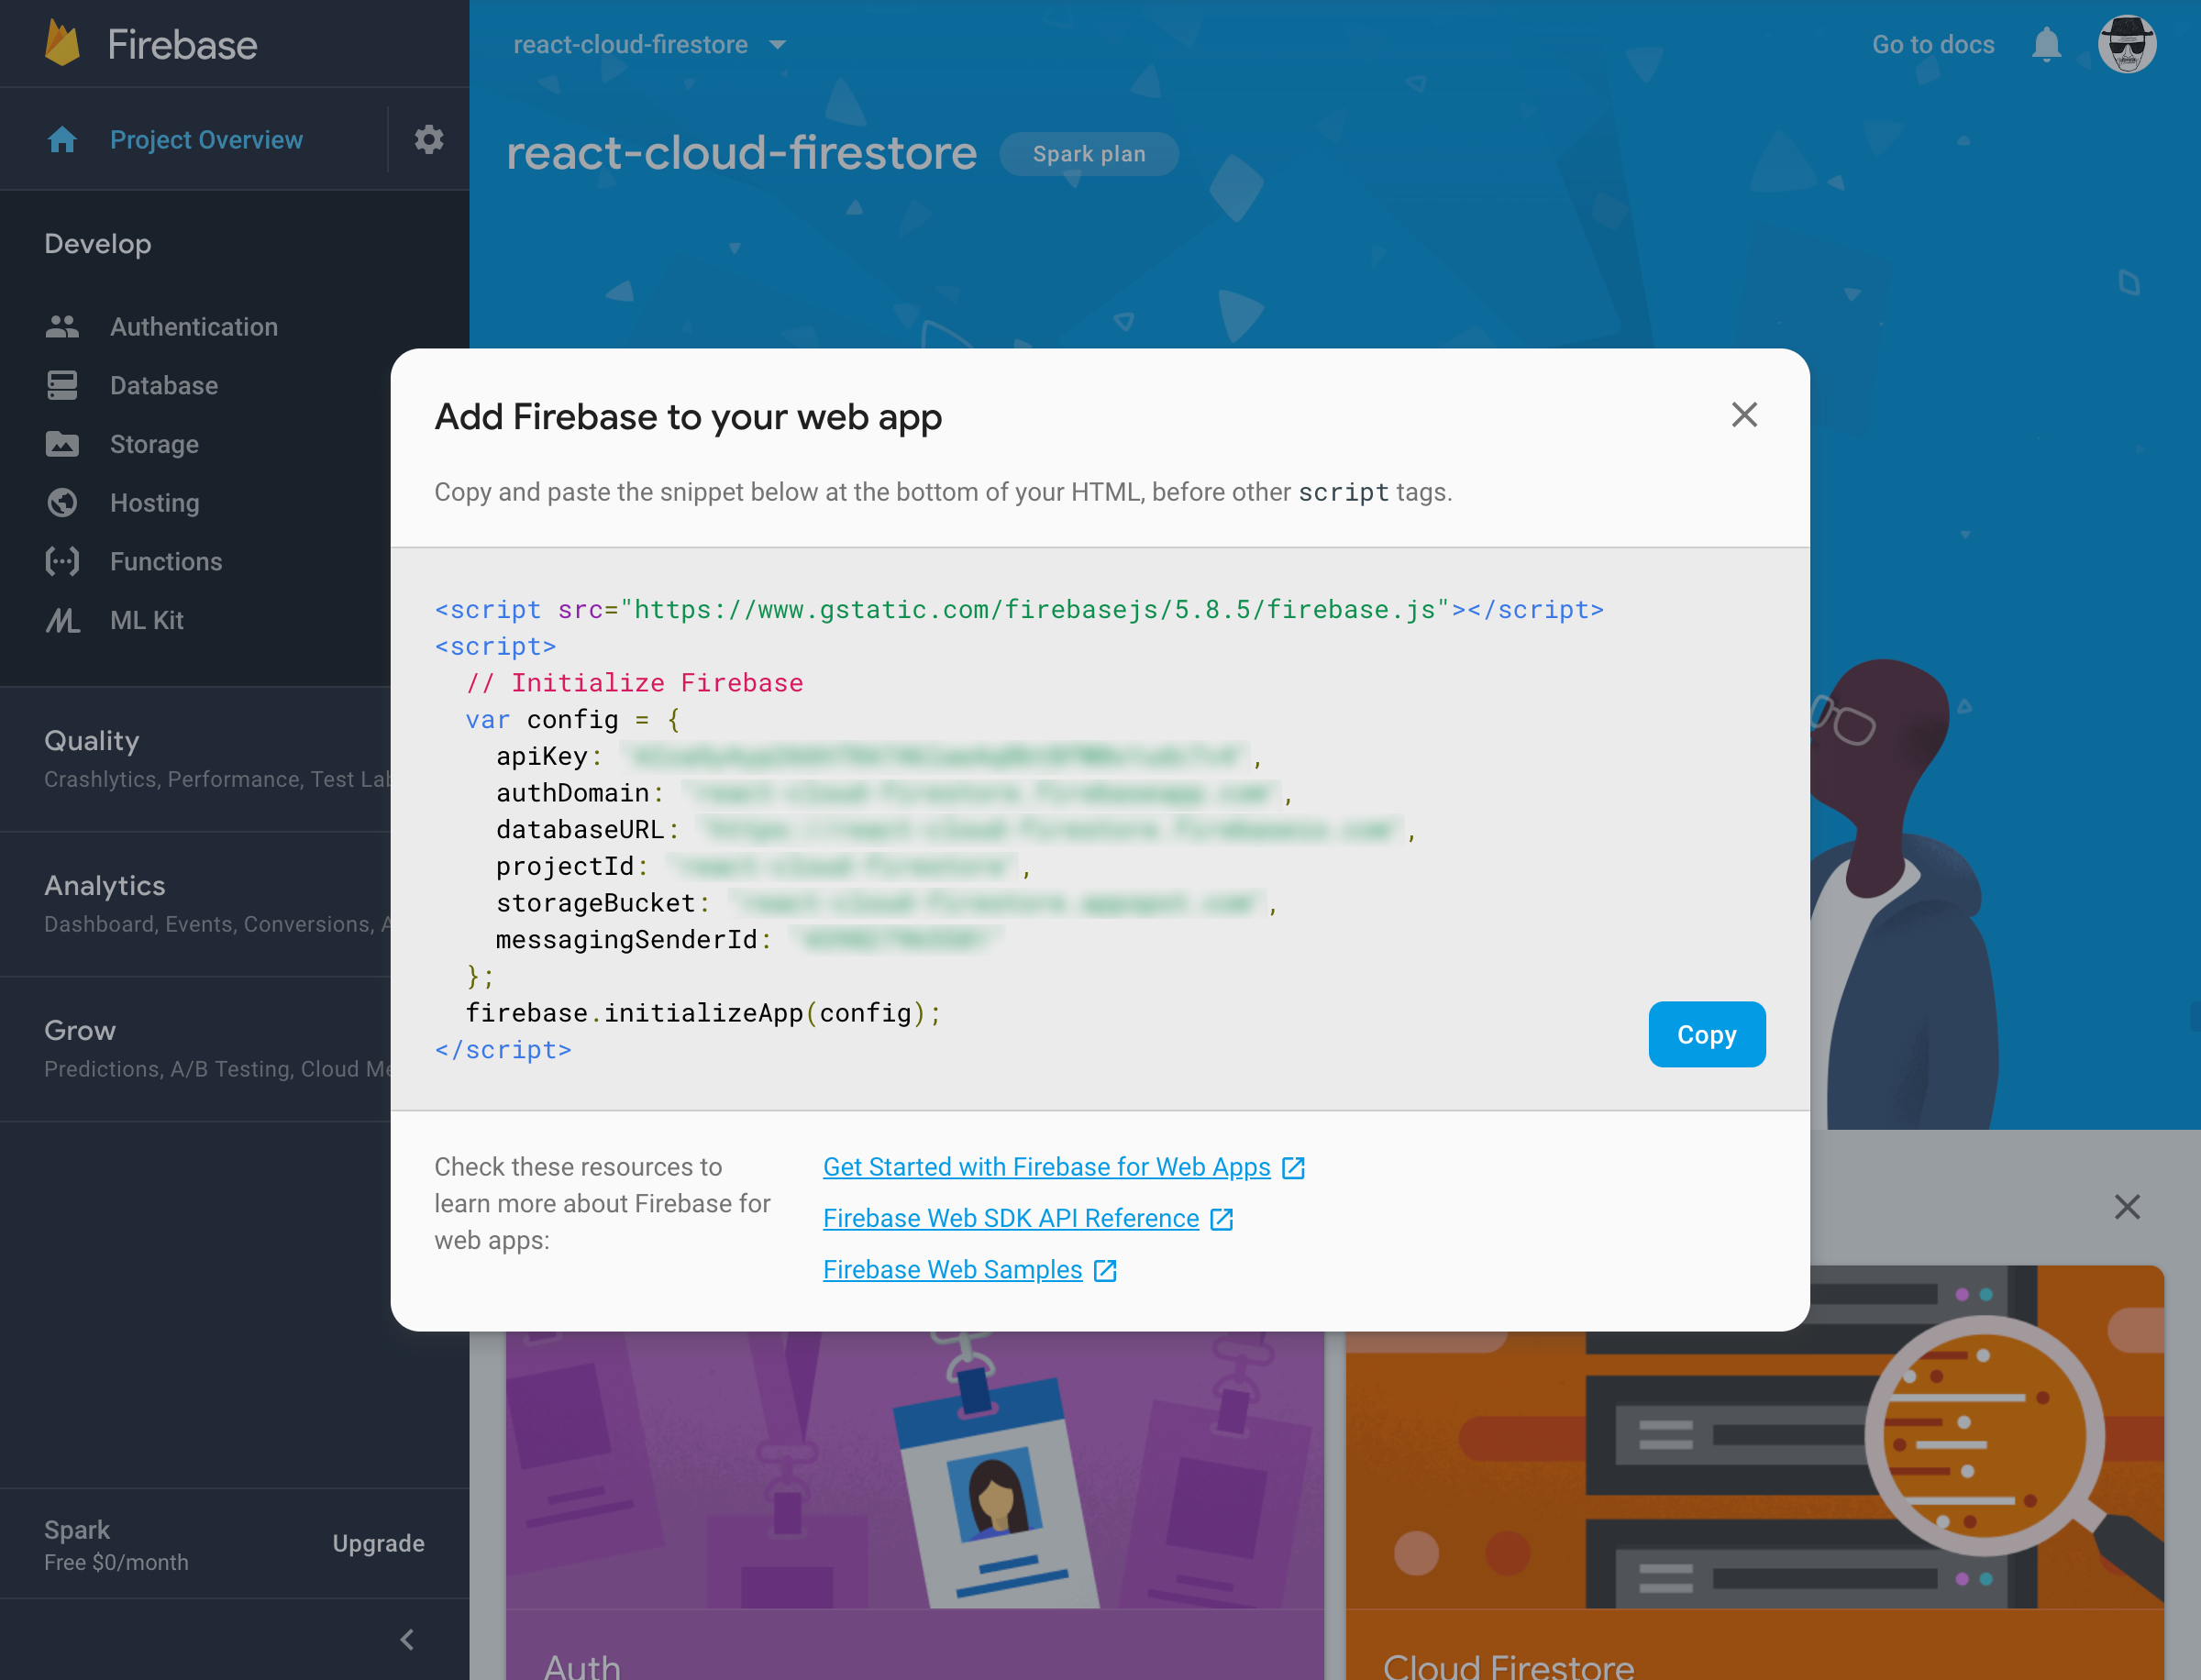 Firebase
Project Overview
Develop
Authentication
Database
Storage
Hosting
Functions
ML Kit
Quality
Crashlytics, Performance, Test Lab
Analytics
Dashboard, Events, Conversions, A
Grow
Predictions, A/B Testing, Cloud Me
Spark
Free $0/month
Upgrade
react-cloud-firestore
Go to docs
react-cloud-firestore
Spark plan
Add Firebase to your web app
Copy and paste the snippet below at the bottom of your HTML, before other script tags.
<script src="https://www.gstatic.com/firebasejs/5.8.5/firebase.js"></script>
<script>
// Initialize Firebase
var config = {
apiKey: ,
authDomain: ,
databaseURL: ,
projectId: ,
storageBucket: ,
messagingSenderId:
};
firebase.initializeApp(config);
</script>
Copy
Check these resources to
learn more about Firebase for
web apps:
Get Started with Firebase for Web Apps
Firebase Web SDK API Reference
Firebase Web Samples
Auth
Cloud Firestore